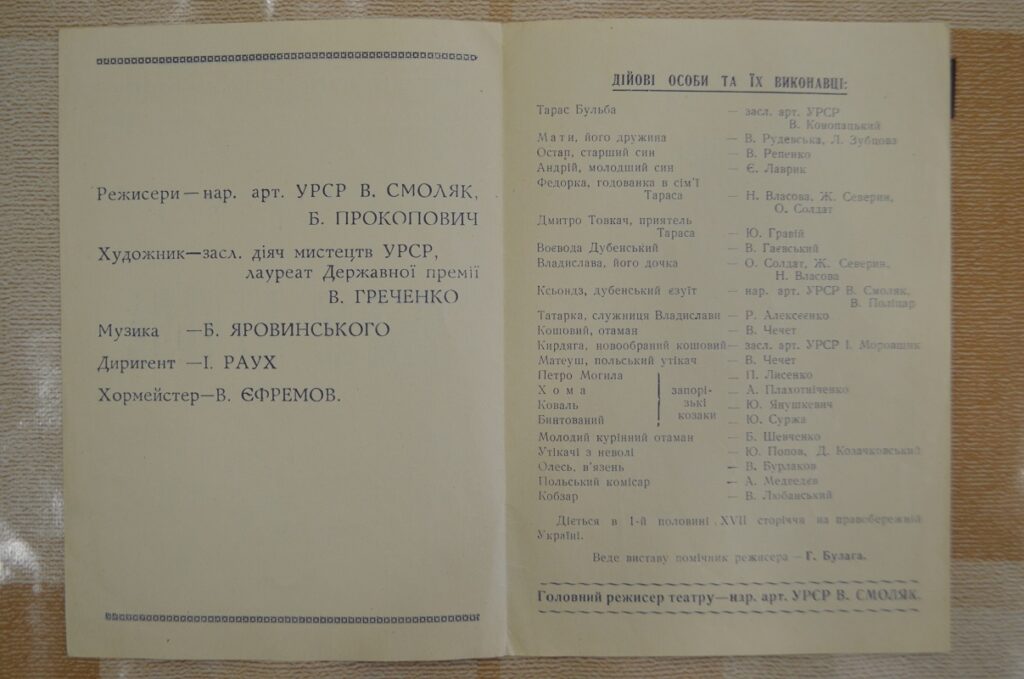 Режисери — нар. арт. УРСР В. СМОЛЯК,
Б. ПРОКОПОВИЧ
Художник—засл. діяч мистецтв УРСР,
лауреат Державної премії
В. ГРЕЧЕНКО
Музика —Б. ЯРОВИНСЬКОГО
Диригент —І. РАУХ
Хормейстер—В. ЄФРЕМОВ.
ДІЙОВІ ОСОБИ ТА ЇХ ВИКОНАВЦІ:
Тарас Бульба — засл. арт. УРСР
В. Конопацький
Мати, його дружина — В. Рудевська, Л. Зубцова
Остап, старший син — В. Репенко
Андрій, молодший син — Є. Лаврик
Федорка, годованка в сім'ї
Тараса — Н. Власова, Ж. Северин,
О. Солдат
Дмитро Товкач, приятель
Тараса — Ю. Гравій
Воєвода Дубенський — В. Гаєвський
Владислава, його дочка — О. Солдат, Ж. Северин,
Н. Власова
Ксьондз, дубенський єзуїт — нар. арт. УРСР В. Смоляк,
В. Поліщар
Татарка, служниця Владислави — Р. Алексеєнко
Кошовий, отаман — В. Чечет
Кирдяга, новообраний кошовий— засл. арт. УРСР І.
Матеуш, польський утікач — В. Чечет
Петро Могила — П. Лисенко
Хома запорі- — А. Плахотніченко
Коваль зькі — Ю. Янушкевич
Бинтований козаки — Ю. Суржа
Молодий курінний отаман — Б. Шевченко
Утікачі з неволі — Ю. Попов, Д. Козачковський
Олесь, в'язень — В. Бурлаков
Польський комісар — А. Медведєв
Кобзар — В. Любанський
Діється в 1-й половині XVII сторіччя на правобережній
Україні.
Веде виставу помічник режисера — Г. Булага.
Головний режисер театру—нар. арт. УРСР В. СМОЛЯК.